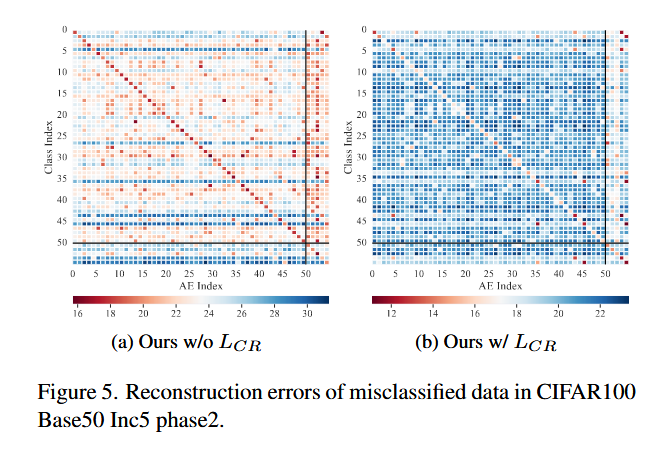 0
5
10
15
20
25
30
35
40
45
50
Class Index
0 5 10 15 20 25 30 35 40 45 50
AE Index
16 18 20 22 24 26 28 30
(a) Ours w/o L_CR
0
5
10
15
20
25
30
35
40
45
50
Class Index
0 5 10 15 20 25 30 35 40 45 50
AE Index
12 14 16 18 20 22
(b) Ours w/ L_CR
Figure 5. Reconstruction errors of misclassified data in CIFAR100
Base50 Inc5 phase2.